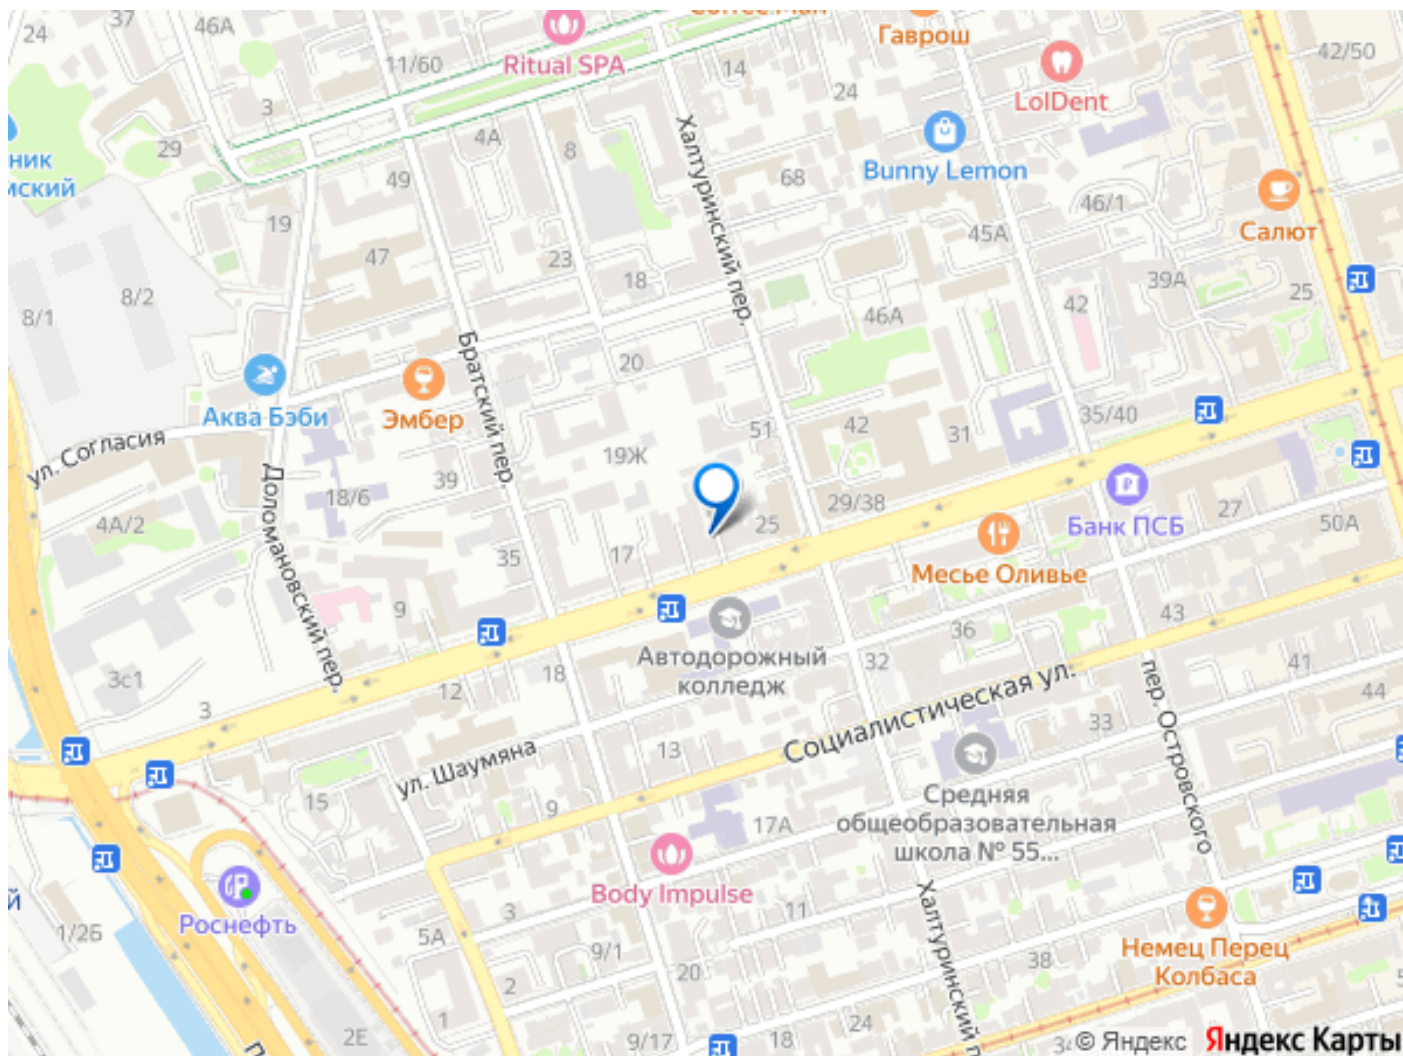 24
46А
Ritual SPA
11/60
14
Гаврош
24
LolDent
42/50
3
29
4А
8
Bunny Lemon
ник
мский
49
68
Халтуринский пер.
46/1
Салют
19
47
23
18
45А
39А
25
8/2
8/1
42
46А
Братский пер.
20
Аква Бэби
Эмбер
35/40
51
42
31
ул. Согласия
19Ж
39
18/6
4А/2
Доломановский пер.
29/38
25
Банк ПСБ
27
50А
35
17
Месье Оливье
9
43
36
Автодорожный
колледж
32
41
3с1
18
12
44
3
Социалистическая ул.
33
пер. Островского
ул. Шаумяна
13
15
9
17А
Средняя
общеобразовательная
школа № 55...
Body Impulse
Халтуринский п
й
Роснефть
3
11
1/2Б
5А
9/1
Немец Перец
Колбаса
20
38
2
1
24
2Е
9/17
18
© Яндекс
Яндекс Карты